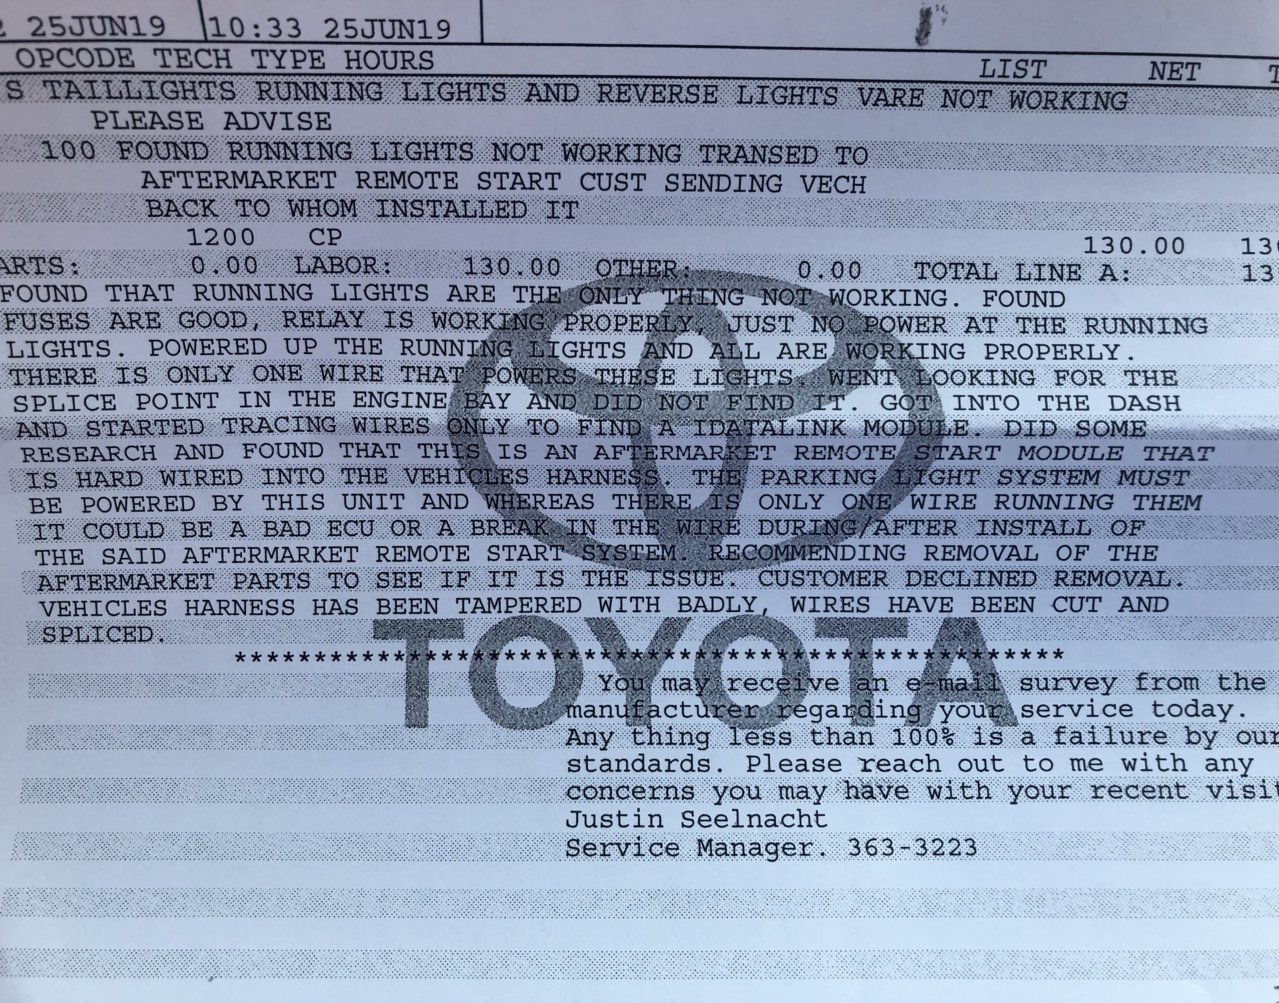 25JUN19 10:33 25JUN19
OPCODE TECH TYPE HOURS LIST NET
S TAILLIGHTS RUNNING LIGHTS AND REVERSE LIGHTS VARE NOT WORKING
PLEASE ADVISE
100 FOUND RUNNING LIGHTS NOT WORKING TRANSED TO
AFTERMARKET REMOTE START CUST SENDING VECH
BACK TO WHOM INSTALLED IT
1200 CP 130.00 130
ARTS: 0.00 LABOR: 130.00 OTHER: 0.00 TOTAL LINE A: 13
FOUND THAT RUNNING LIGHTS ARE THE ONLY THING NOT WORKING. FOUND
FUSES ARE GOOD, RELAY IS WORKING PROPERLY, JUST NO POWER AT THE RUNNING
LIGHTS. POWERED UP THE RUNNING LIGHTS AND ALL ARE WORKING PROPERLY.
THERE IS ONLY ONE WIRE THAT POWERS THESE LIGHTS. WENT LOOKING FOR THE
SPLICE POINT IN THE ENGINE BAY AND DID NOT FIND IT. GOT INTO THE DASH
AND STARTED TRACING WIRES ONLY TO FIND A IDATALINK MODULE. DID SOME
RESEARCH AND FOUND THAT THIS IS AN AFTERMARKET REMOTE START MODULE THAT
IS HARD WIRED INTO THE VEHICLES HARNESS. THE PARKING LIGHT SYSTEM MUST
BE POWERED BY THIS UNIT AND WHEREAS THERE IS ONLY ONE WIRE RUNNING THEM
IT COULD BE A BAD ECU OR A BREAK IN THE WIRE DURING/AFTER INSTALL OF
THE SAID AFTERMARKET REMOTE START SYSTEM. RECOMMENDING REMOVAL OF THE
AFTERMARKET PARTS TO SEE IF IT IS THE ISSUE. CUSTOMER DECLINED REMOVAL.
VEHICLES HARNESS HAS BEEN TAMPERED WITH BADLY, WIRES HAVE BEEN CUT AND
SPLICED.
TOYOTA
**********************************************
You may receive an e-mail survey from the
manufacturer regarding your service today.
Any thing less than 100% is a failure by our
standards. Please reach out to me with any
concerns you may have with your recent visit
Justin Seelnacht
Service Manager. 363-3223